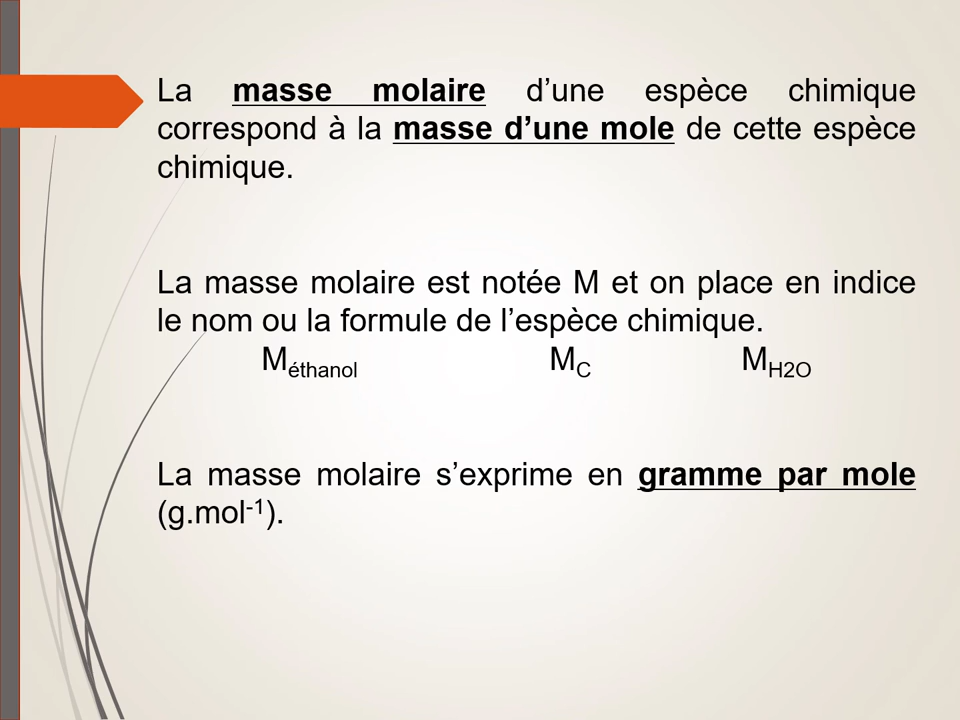 La masse molaire d’une espèce chimique
correspond à la masse d’une mole de cette espèce
chimique.
La masse molaire est notée M et on place en indice
le nom ou la formule de l’espèce chimique.
Méthanol MC MH2O
La masse molaire s’exprime en gramme par mole
(g.mol-1).